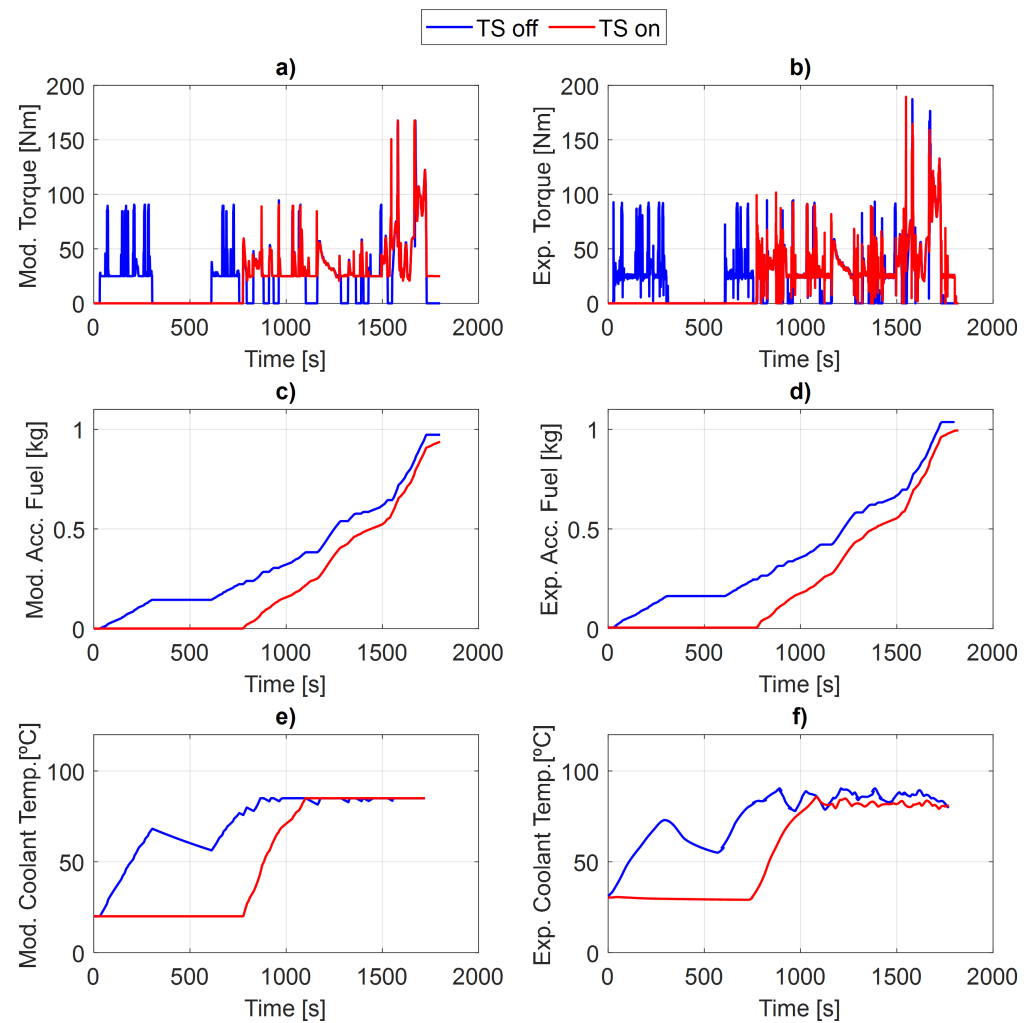 TS off TS on
a)
Mod. Torque [Nm]
200
150
100
50
0
0 500 1000 1500 2000
Time [s]
b)
Exp. Torque [Nm]
200
150
100
50
0
0 500 1000 1500 2000
Time [s]
c)
Mod. Acc. Fuel [kg]
1
0.5
0
0 500 1000 1500 2000
Time [s]
d)
Exp. Acc. Fuel [kg]
1
0.5
0
0 500 1000 1500 2000
Time [s]
e)
Mod. Coolant Temp.[ºC]
100
50
0
0 500 1000 1500 2000
Time [s]
f)
Exp. Coolant Temp.[ºC]
100
50
0
0 500 1000 1500 2000
Time [s]